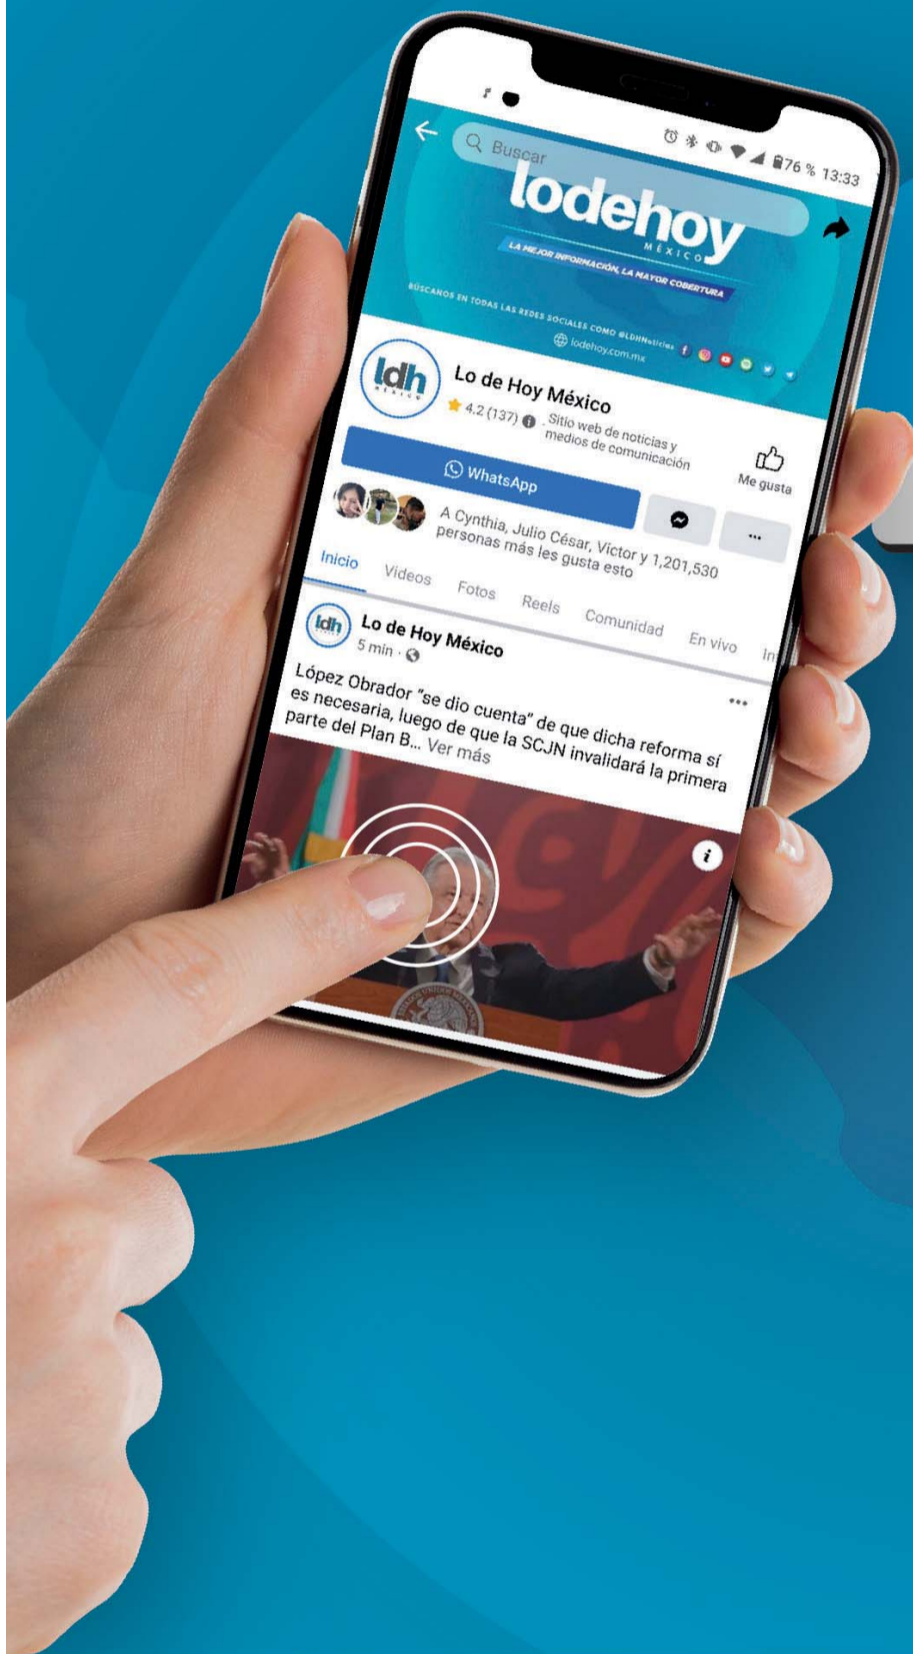 76 % 13:33
Buscar
lodehoy
MÉXICO
LA MEJOR INFORMACIÓN, LA MAYOR COBERTURA
BÚSCANOS EN TODAS LAS REDES SOCIALES COMO @LDHNoticias
lodehoy.com.mx
ldh
MÉXICO
Lo de Hoy México
4.2 (137) · Sitio web de noticias y
medios de comunicación
Me gusta
WhatsApp
A Cynthia, Julio César, Victor y 1,201,530
personas más les gusta esto
Inicio Videos Fotos Reels Comunidad En vivo In
ldh
Lo de Hoy México
5 min ·
López Obrador "se dio cuenta" de que dicha reforma sí
es necesaria, luego de que la SCJN invalidará la primera
parte del Plan B... Ver más